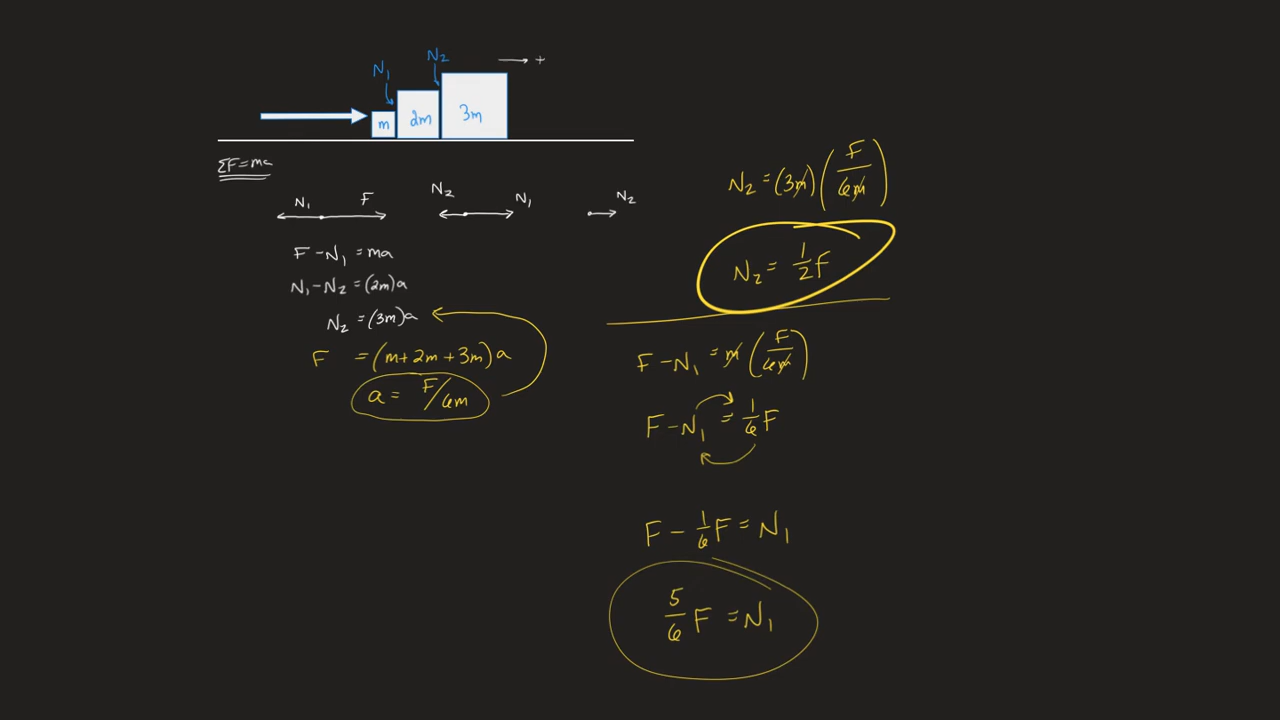 N₁ N₂ → +
m 2m 3m
ΣF=ma
N₁ F N₂ N₁ N₂
F-N₁ = ma
N₁-N₂ = (2m)a
N₂ = (3m)a
F = (m+2m+3m)a
a = F/6m
N₂ = (3m)(F/6m)
N₂ = 1/2 F
F-N₁ = m(F/6m)
F-N₁ = 1/6 F
F - 1/6 F = N₁
5/6 F = N₁